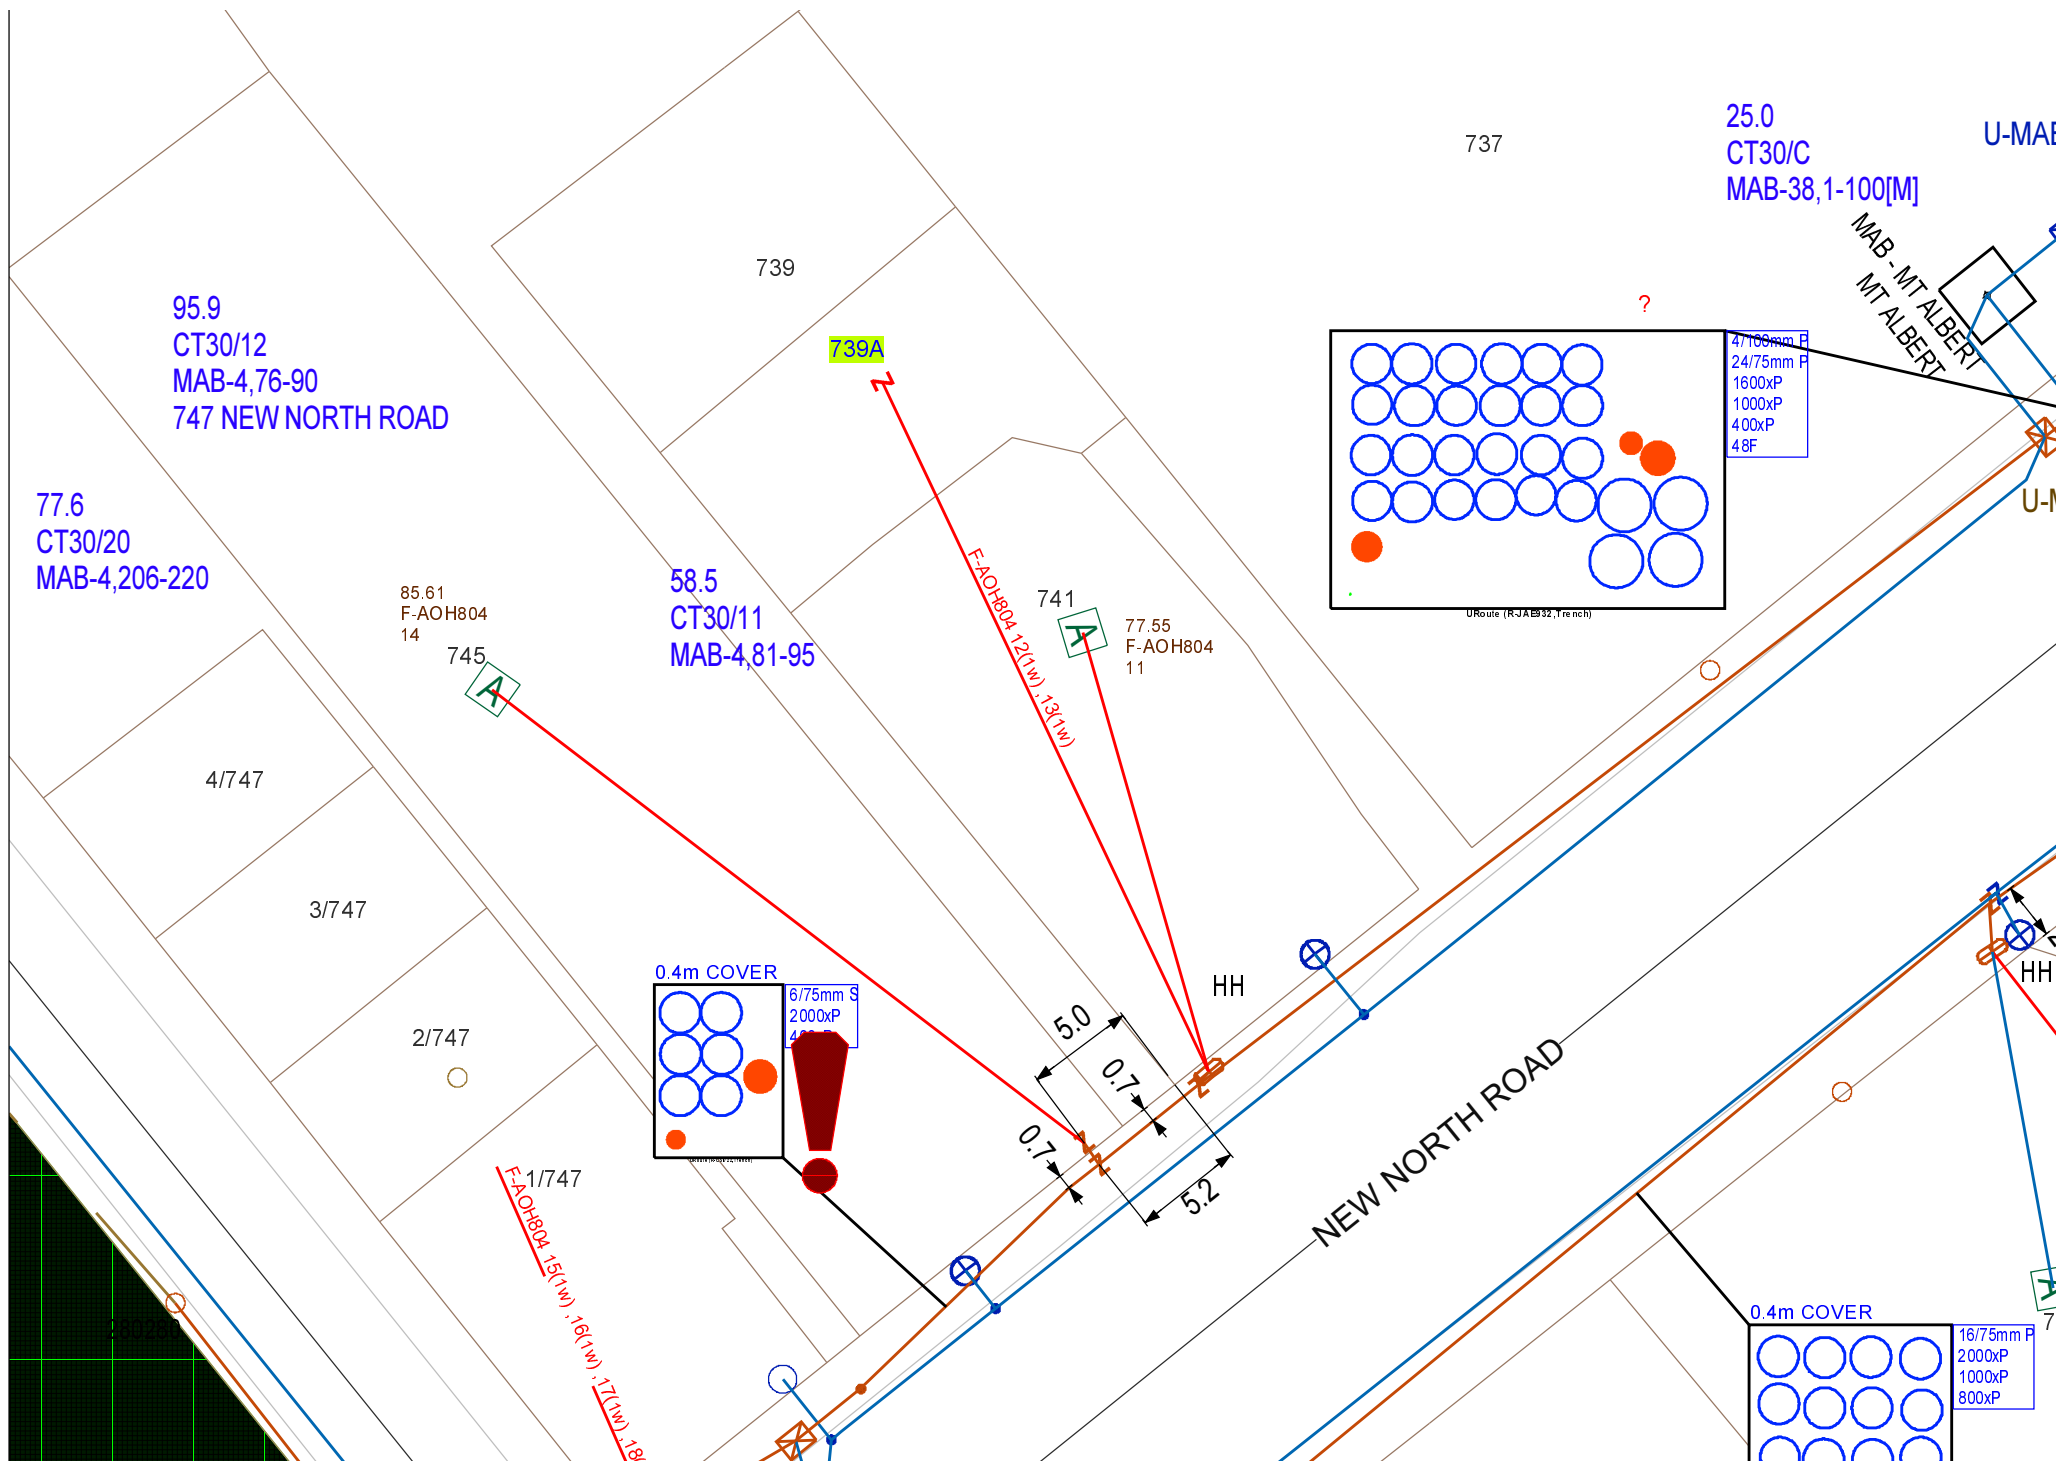 25.0
CT30/C
MAB-38,1-100[M]
737
MAB - MT ALBERT
MT ALBERT
739
95.9
CT30/12
MAB-4,76-90
747 NEW NORTH ROAD
?
739A
4/100mm P
24/75mm P
1600xP
1000xP
400xP
48F
URoute (R-JAE932,Trench)
77.6
CT30/20
MAB-4,206-220
85.61
F-AOH804
14
745
A
58.5
CT30/11
MAB-4,81-95
F-AOH804 12(1w) ,13(1w)
741
A
77.55
F-AOH804
11
4/747
3/747
2/747
1/747
0.4m COVER
6/75mm S
2000xP
HH
HH
5.0
0.7
0.7
5.2
NEW NORTH ROAD
F-AOH804 15(1w) ,16(1w) ,17(1w) ,18(
280280
0.4m COVER
A
16/75mm P
2000xP
1000xP
800xP